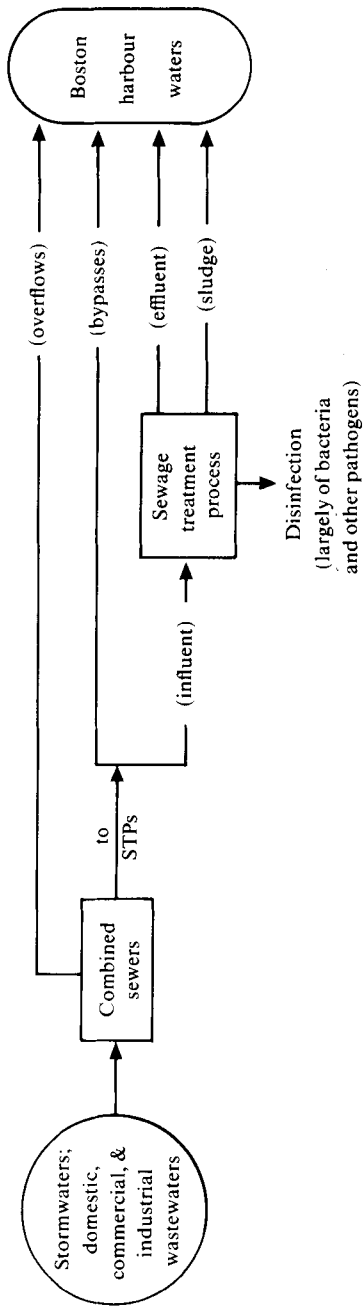 Stormwaters;
domestic,
commercial, &
industrial
wastewaters
Combined
sewers
to
STPs
(overflows)
(bypasses)
(influent)
Sewage
treatment
process
(effluent)
(sludge)
Disinfection
(largely of bacteria
and other pathogens)
Boston
harbour
waters